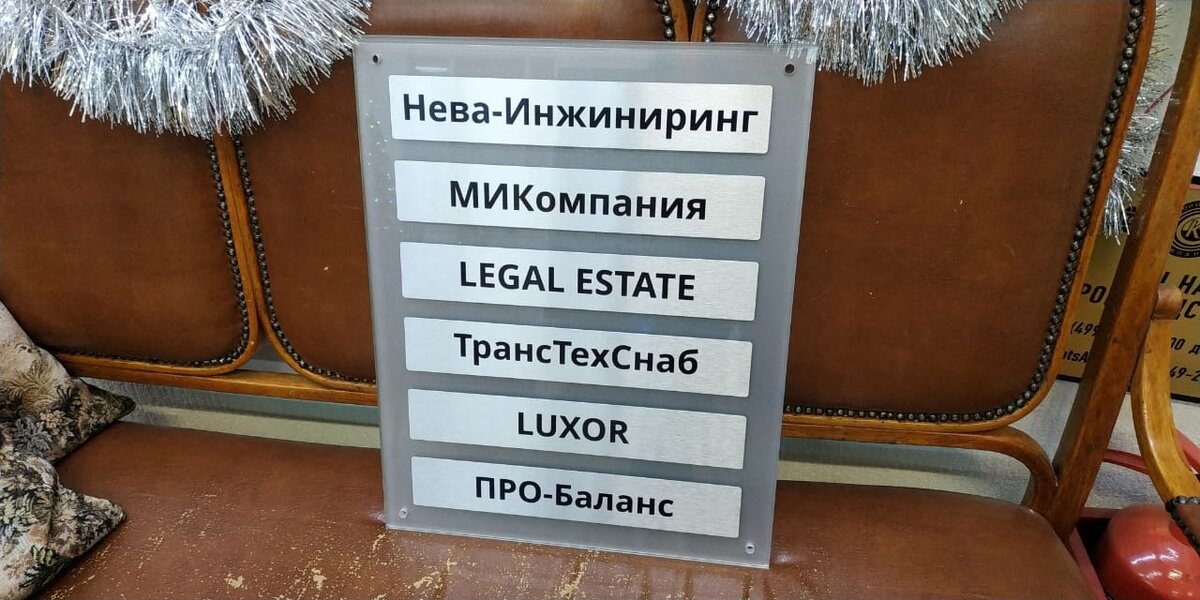 Нева-Инжиниринг
МИКомпания
LEGAL ESTATE
ТрансТехСнаб
LUXOR
ПРО-Баланс